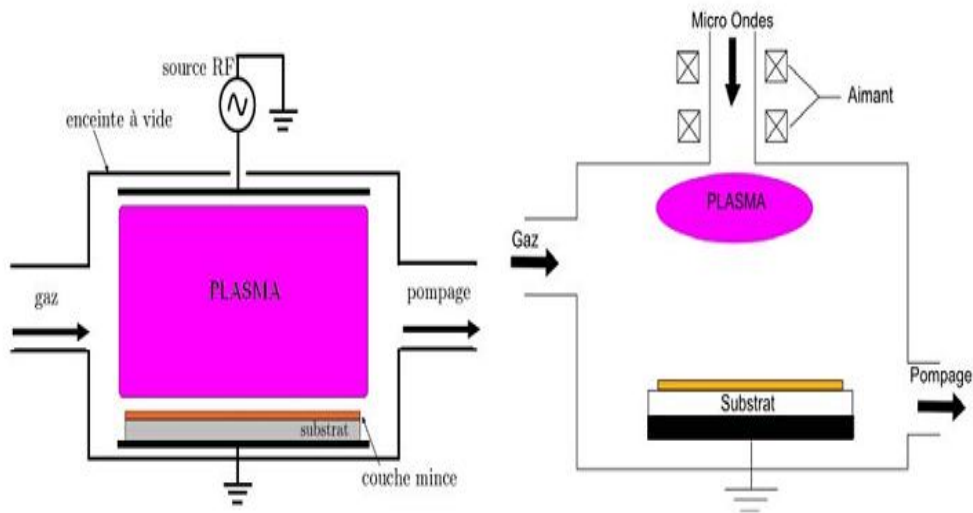 source RF
enceinte à vide
PLASMA
gaz
pompage
substrat
couche mince
Micro Ondes
Aimant
PLASMA
Gaz
Substrat
Pompage